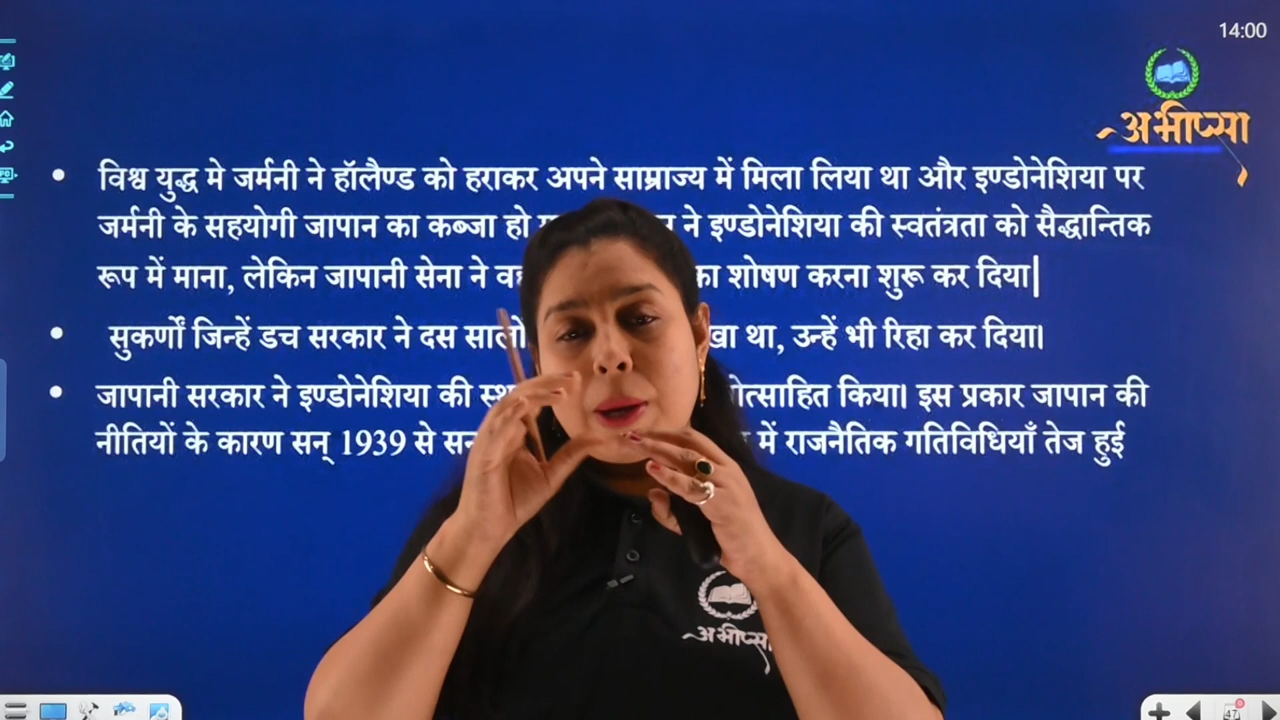 14:00
अभीप्सा
विश्व युद्ध मे जर्मनी ने हॉलैण्ड को हराकर अपने साम्राज्य में मिला लिया था और इण्डोनेशिया पर
जर्मनी के सहयोगी जापान का कब्जा हो ने इण्डोनेशिया की स्वतंत्रता को सैद्धान्तिक
रूप में माना, लेकिन जापानी सेना ने का शोषण करना शुरू कर दिया|
सुकर्णों जिन्हें डच सरकार ने दस था, उन्हें भी रिहा कर दिया।
जापानी सरकार ने इण्डोनेशिया की किया। इस प्रकार जापान की
नीतियों के कारण सन् 1939 से में राजनैतिक गतिविधियाँ तेज हुई
अभीप्सा
47